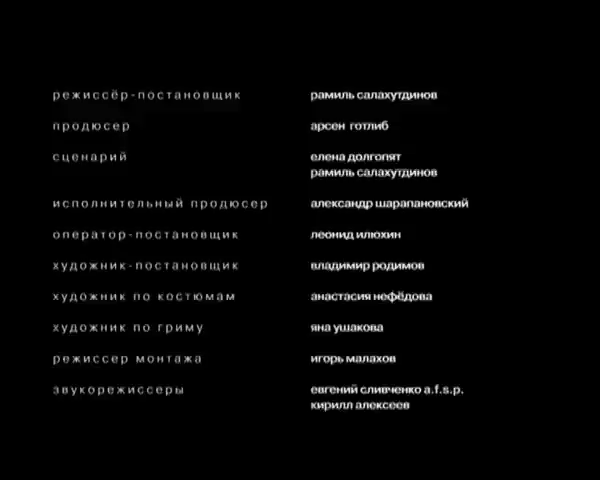 режиссёр-постановщик рамиль салахутдинов
продюсер арсен готлиб
сценарий елена долгопят
рамиль салахутдинов
исполнительный продюсер александр шарапановский
оператор-постановщик леонид илюхин
художник-постановщик владимир родимов
художник по костюмам анастасия нефёдова
художник по гриму яна ушакова
режиссер монтажа игорь малахов
звукорежиссеры евгений сливченко a.f.s.p.
кирилл алексеев